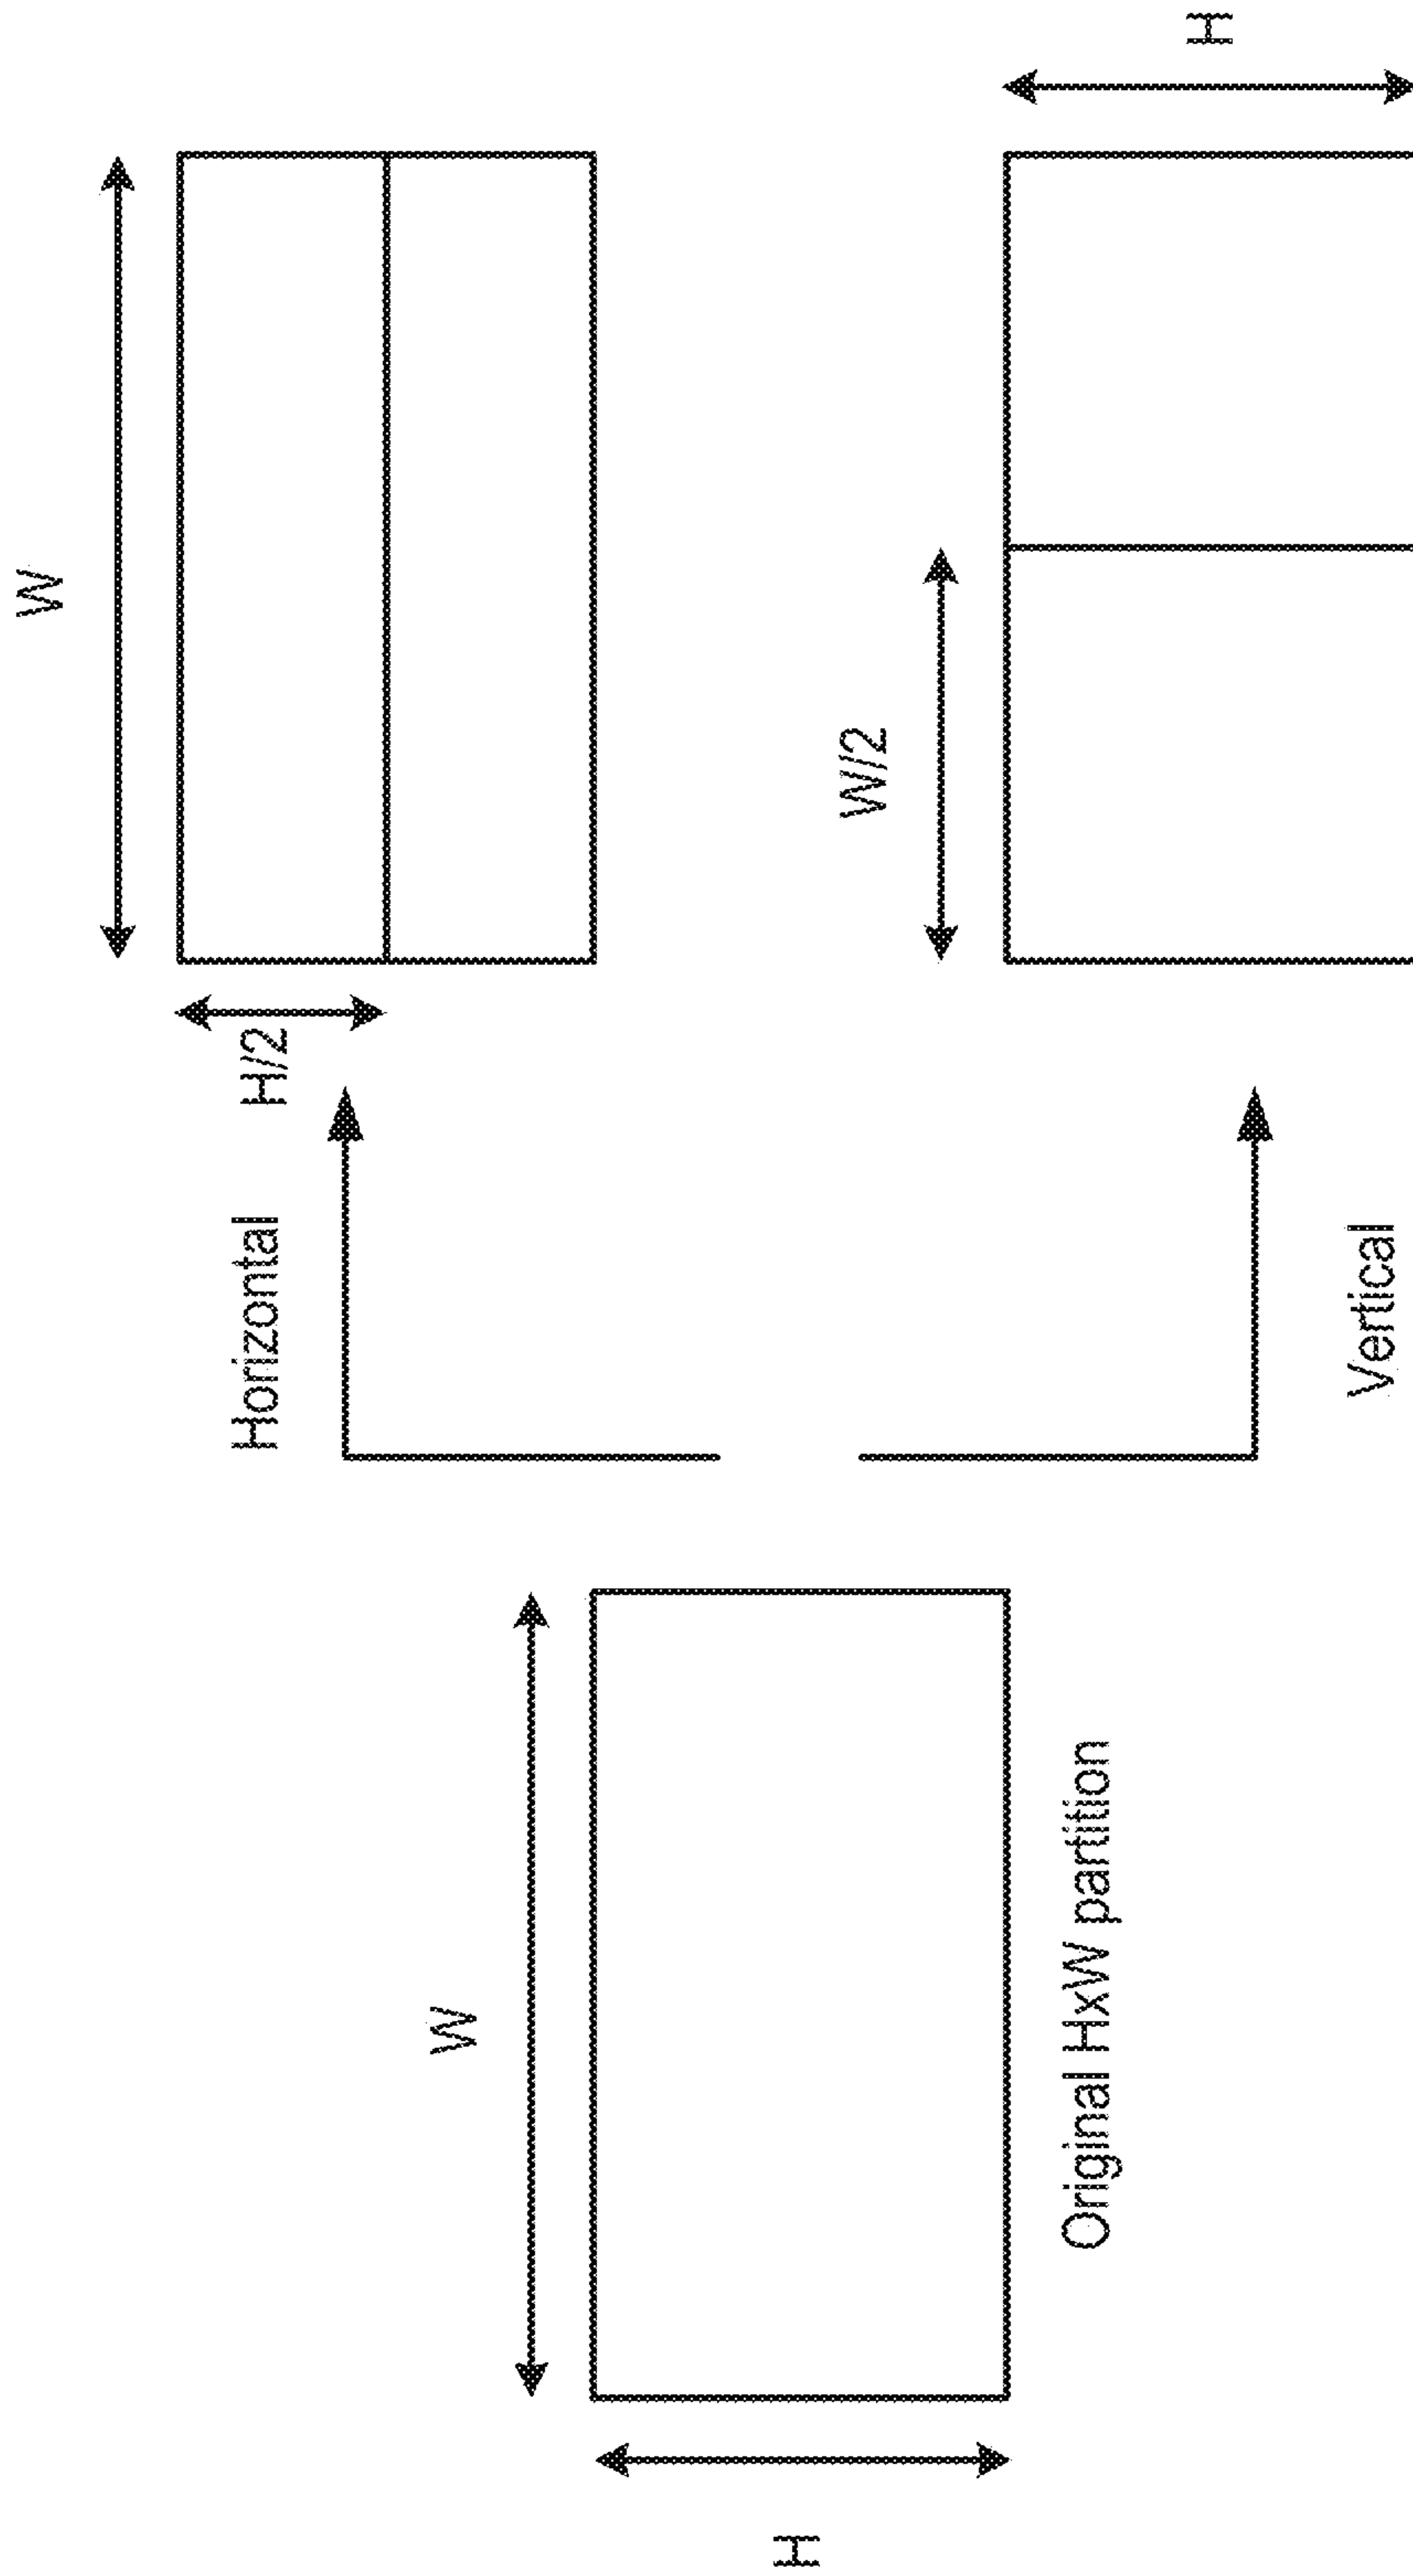 W
H
Original HxW partition
Horizontal
Vertical
W
H/2
W/2
H